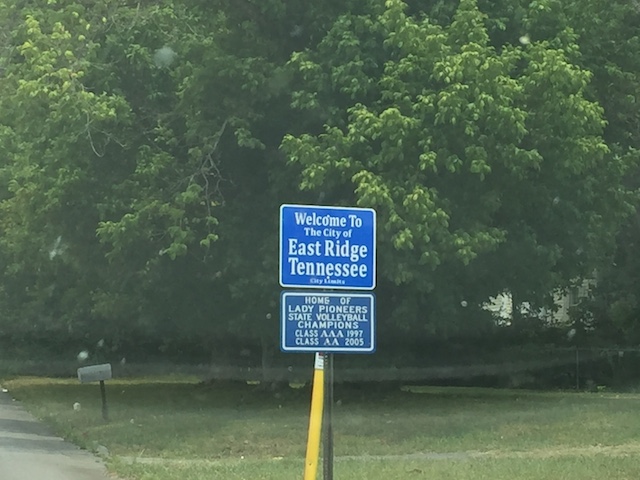 Welcome To
The City of
East Ridge
Tennessee
City Limits
HOME OF
LADY PIONEERS
STATE VOLLEYBALL
CHAMPIONS
CLASS AAA 1997
CLASS AA 2005